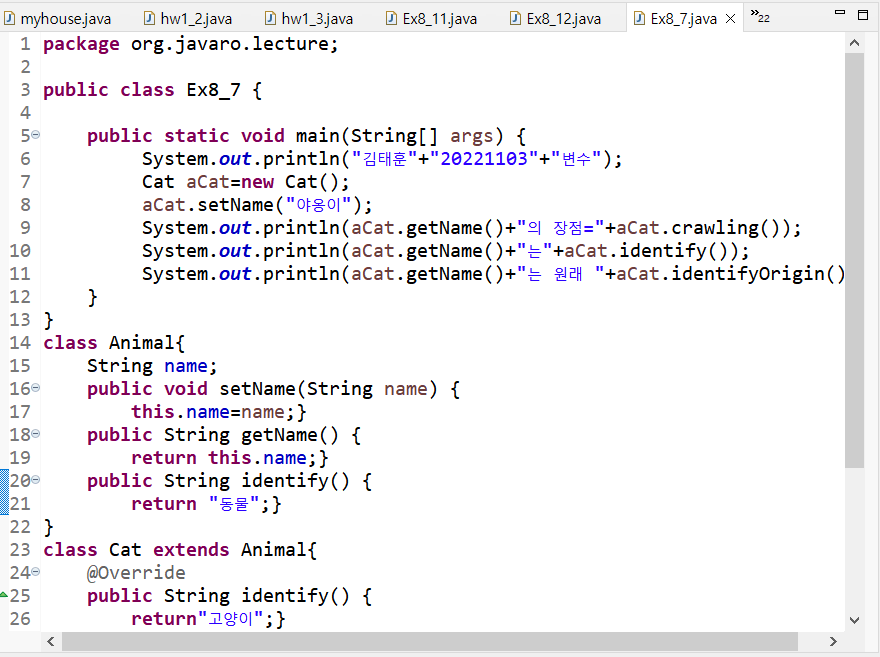 myhouse.java hw1_2.java hw1_3.java Ex8_11.java Ex8_12.java Ex8_7.java »22
1 package org.javaro.lecture;
2
3 public class Ex8_7 {
4
5 public static void main(String[] args) {
6 System.out.println("김태훈"+"20221103"+"변수");
7 Cat aCat=new Cat();
8 aCat.setName("야옹이");
9 System.out.println(aCat.getName()+"의 장점="+aCat.crawling());
10 System.out.println(aCat.getName()+"는"+aCat.identify());
11 System.out.println(aCat.getName()+"는 원래 "+aCat.identifyOrigin()
12 }
13 }
14 class Animal{
15 String name;
16 public void setName(String name) {
17 this.name=name;}
18 public String getName() {
19 return this.name;}
20 public String identify() {
21 return "동물";}
22 }
23 class Cat extends Animal{
24 @Override
25 public String identify() {
26 return"고양이";}